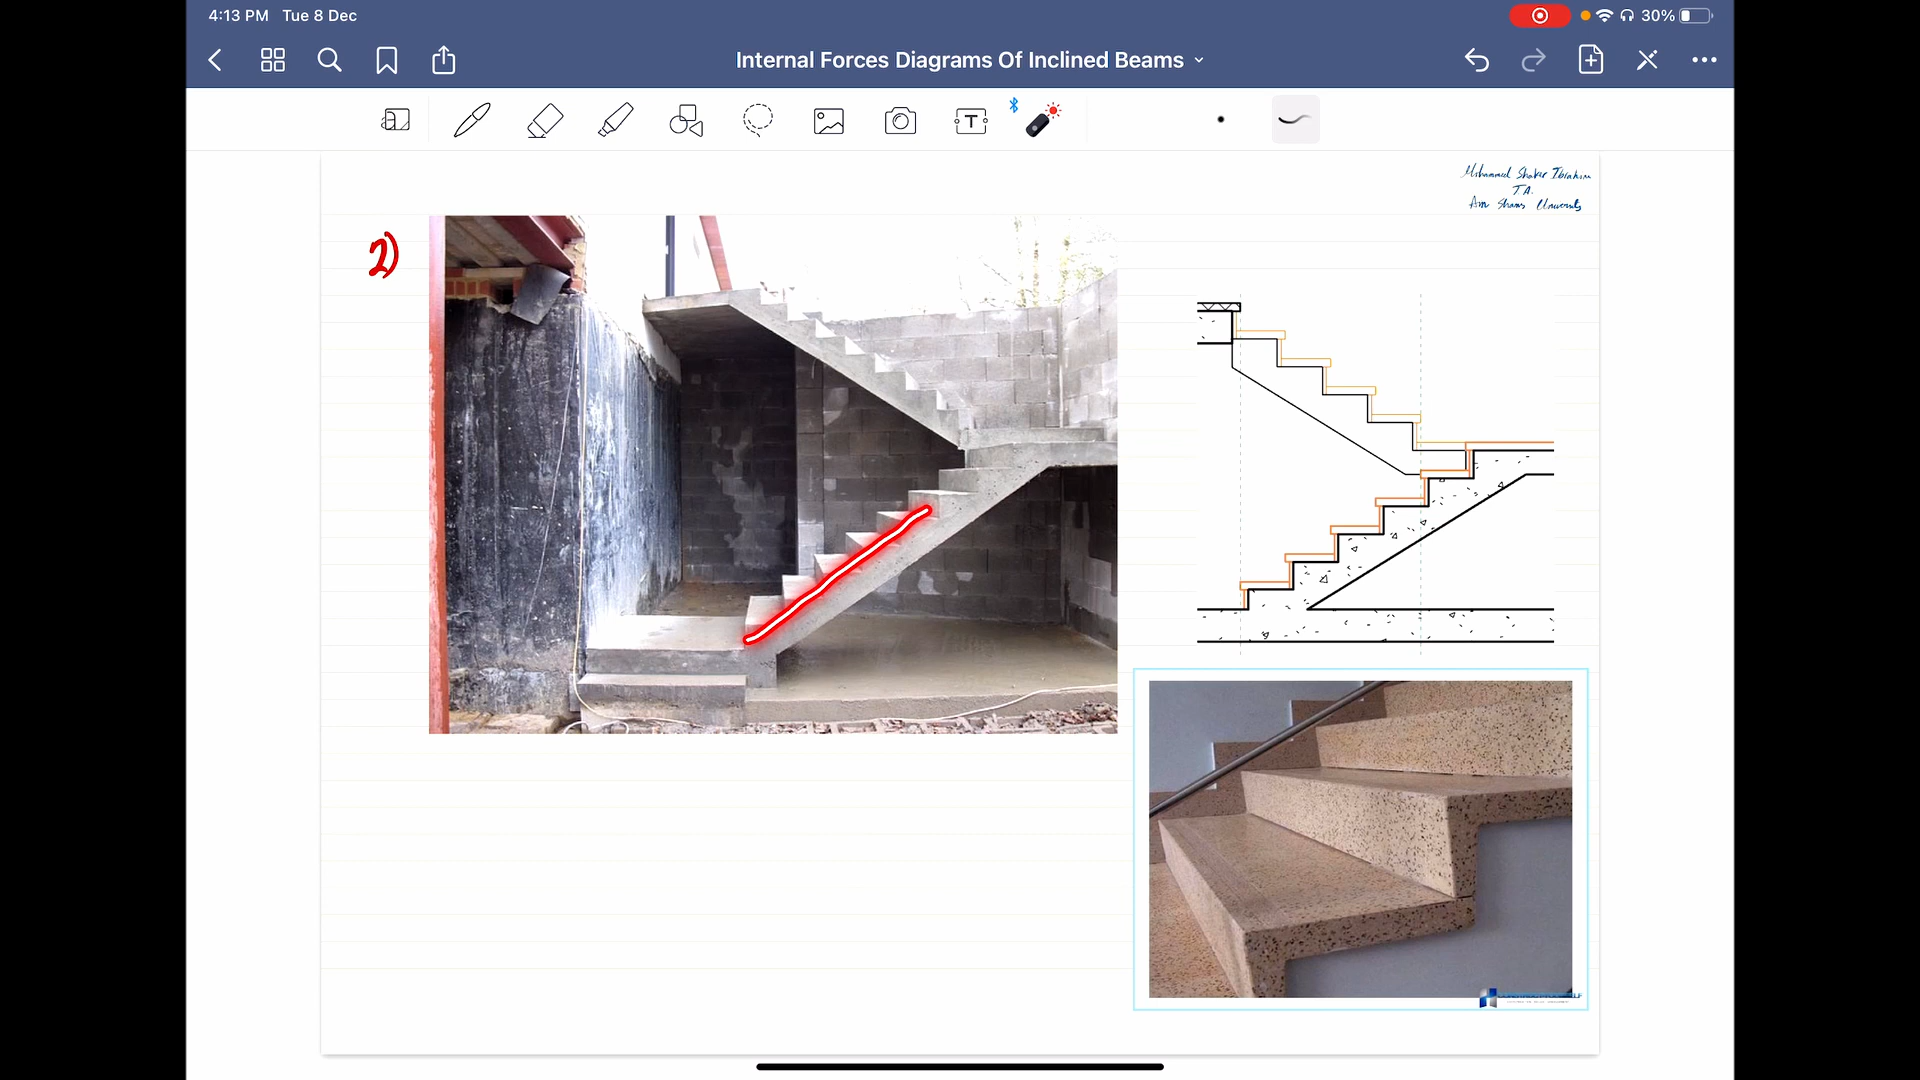 4:13 PM Tue 8 Dec
30%
Internal Forces Diagrams Of Inclined Beams
T
Mohammed Shaker Ibrahim
T.A.
Ain Shams University
2)